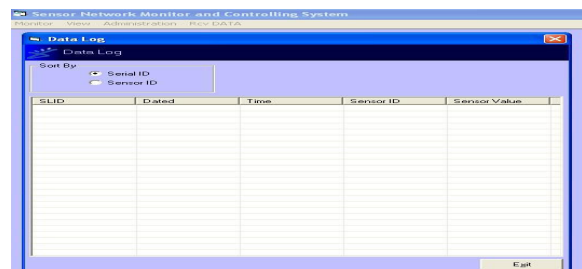 Sensor Network Monitor and Controlling System
Monitor View Administration Rcv DATA
Data Log
Data Log
Sort By
Serial ID
Sensor ID
SLID Dated Time Sensor ID Sensor Value
Exit